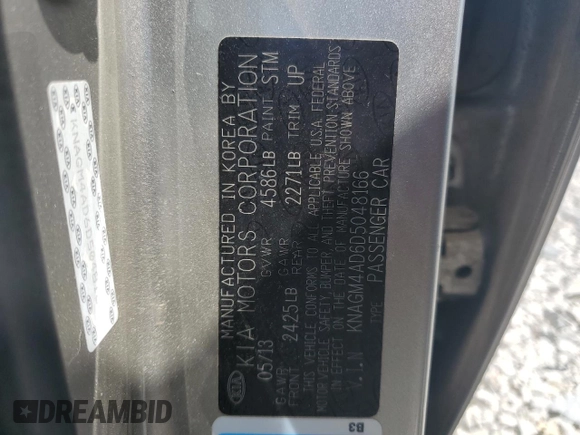 MANUFACTURED IN KOREA BY
KIA MOTORS CORPORATION
05/13 GVWR 4586LB PAINT STM
GAWR FRONT 2425LB GAWR REAR 2271LB TRIM UP
THIS VEHICLE CONFORMS TO ALL APPLICABLE U.S.A. FEDERAL
MOTOR VEHICLE SAFETY, BUMPER, AND THEFT PREVENTION STANDARDS
IN EFFECT ON THE DATE OF MANUFACTURE SHOWN ABOVE.
V.I.N KNAGM4AD6D5048166
TYPE PASSENGER CAR
KIA
B3
DREAMBID